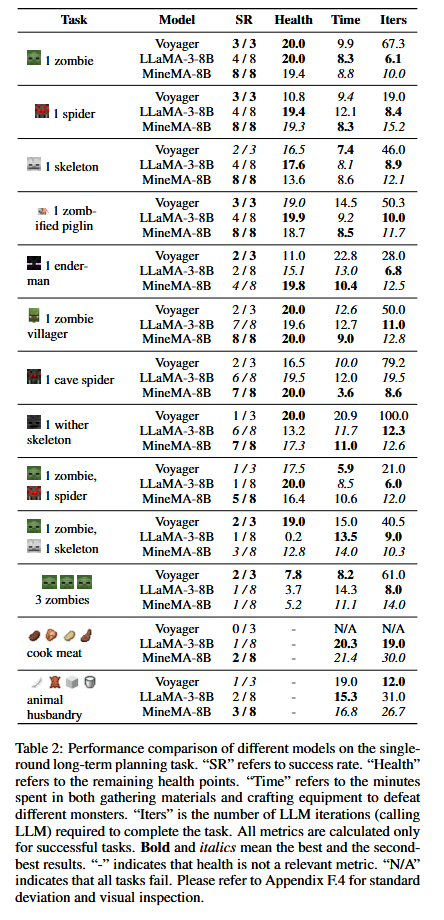 Task Model SR Health Time Iters
Voyager 3 / 3 20.0 9.9 67.3
1 zombie LLaMA-3-8B 4 / 8 20.0 8.3 6.1
MineMA-8B 8 / 8 19.4 8.8 10.0
Voyager 3 / 3 10.8 9.4 19.0
1 spider LLaMA-3-8B 4 / 8 19.4 12.1 8.4
MineMA-8B 8 / 8 19.3 8.3 15.2
Voyager 2 / 3 16.5 7.4 46.0
1 skeleton LLaMA-3-8B 4 / 8 17.6 8.1 8.9
MineMA-8B 8 / 8 13.6 8.6 12.1
Voyager 3 / 3 19.0 14.5 50.3
1 zomb- LLaMA-3-8B 4 / 8 19.9 9.2 10.0
ified piglin MineMA-8B 8 / 8 18.7 8.5 11.7
Voyager 2 / 3 11.0 22.8 28.0
1 ender- LLaMA-3-8B 2 / 8 15.1 13.0 6.8
man MineMA-8B 4 / 8 19.8 10.4 12.5
Voyager 2 / 3 20.0 12.6 50.0
1 zombie LLaMA-3-8B 7 / 8 19.6 12.7 11.0
villager MineMA-8B 8 / 8 20.0 9.0 12.8
Voyager 2 / 3 16.5 10.0 79.2
1 cave spider LLaMA-3-8B 6 / 8 19.5 12.0 19.5
MineMA-8B 7 / 8 20.0 3.6 8.6
Voyager 1 / 3 20.0 20.9 100.0
1 wither LLaMA-3-8B 6 / 8 13.2 11.7 12.3
skeleton MineMA-8B 7 / 8 17.3 11.0 12.6
Voyager 1 / 3 17.5 5.9 21.0
1 zombie, LLaMA-3-8B 1 / 8 20.0 8.5 6.0
1 spider MineMA-8B 5 / 8 16.4 10.6 12.0
Voyager 2 / 3 19.0 15.0 40.5
1 zombie, LLaMA-3-8B 1 / 8 0.2 13.5 9.0
1 skeleton MineMA-8B 3 / 8 12.8 14.0 10.3
Voyager 2 / 3 7.8 8.2 61.0
LLaMA-3-8B 1 / 8 3.7 14.3 8.0
3 zombies MineMA-8B 1 / 8 5.2 11.1 14.0
Voyager 0 / 3 - N/A N/A
LLaMA-3-8B 1 / 8 - 20.3 19.0
cook meat MineMA-8B 2 / 8 - 21.4 30.0
Voyager 1 / 3 - 19.0 12.0
animal LLaMA-3-8B 2 / 8 - 15.3 31.0
husbandry MineMA-8B 3 / 8 - 16.8 26.7
Table 2: Performance comparison of different models on the single-
round long-term planning task. “SR” refers to success rate. “Health”
refers to the remaining health points. “Time” refers to the minutes
spent in both gathering materials and crafting equipment to defeat
different monsters. “Iters” is the number of LLM iterations (calling
LLM) required to complete the task. All metrics are calculated only
for successful tasks. Bold and italics mean the best and the second-
best results. “-” indicates that health is not a relevant metric. “N/A”
indicates that all tasks fail. Please refer to Appendix F.4 for standard
deviation and visual inspection.